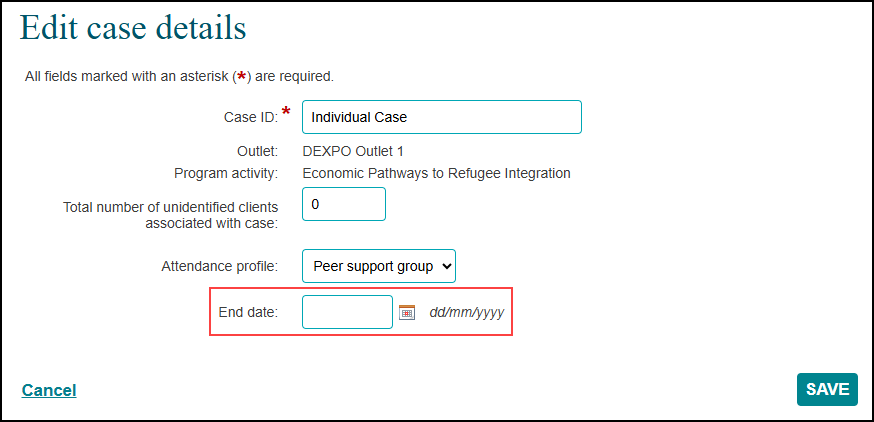 Edit case details
All fields marked with an asterisk (*) are required.
Case ID: * Individual Case
Outlet: DEXPO Outlet 1
Program activity: Economic Pathways to Refugee Integration
Total number of unidentified clients
associated with case: 0
Attendance profile: Peer support group
End date: dd/mm/yyyy
Cancel SAVE